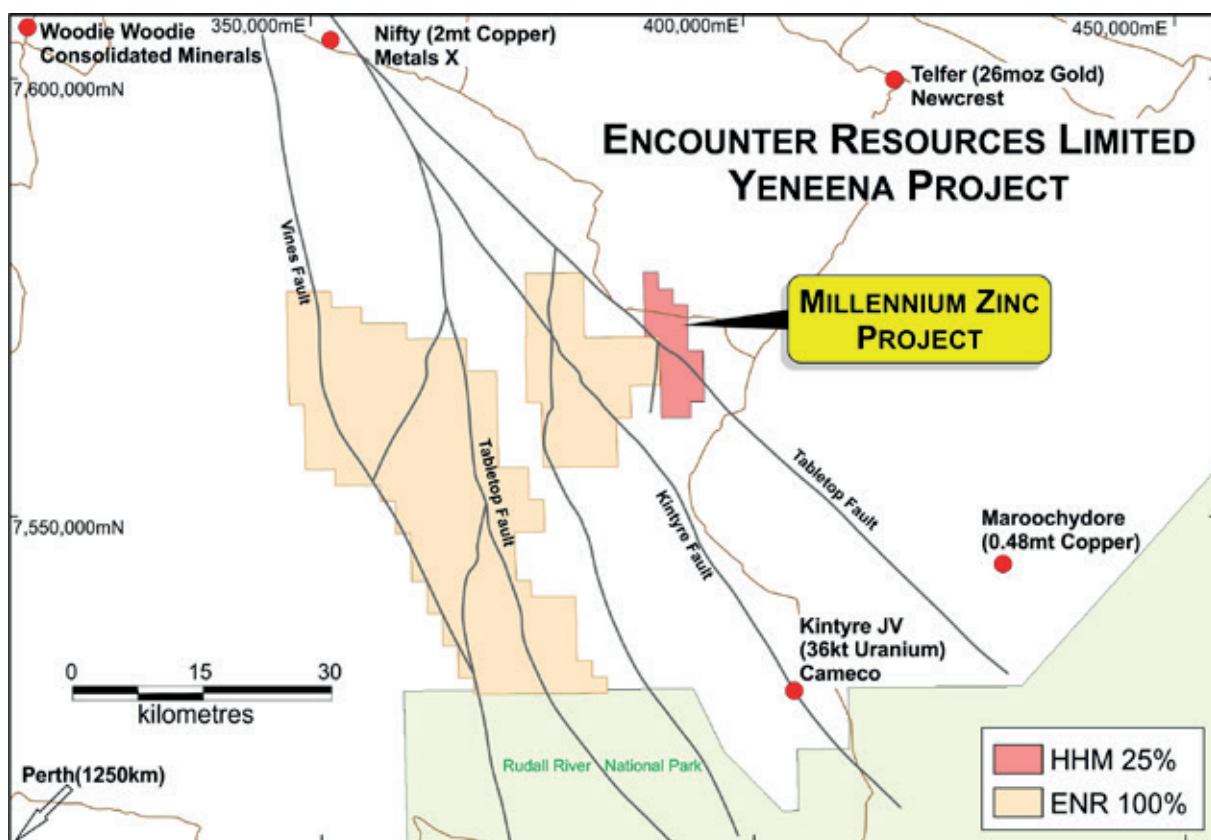 350,000mE
400,000mE
450,000mE
Woodie Woodie
Consolidated Minerals
Nifty (2mt Copper)
Metals X
7,600,000mN
Telfer (26moz Gold)
Newcrest
ENCOUNTER RESOURCES LIMITED
YENEENA PROJECT
Vines Fault
MILLENNIUM ZINC
PROJECT
Tabletop Fault
Kintyre Fault
Tabletop Fault
7,550,000mN
Maroochydore
(0.48mt Copper)
Kintyre JV
(36kt Uranium)
Cameco
0 15 30
kilometres
Rudall River National Park
Perth(1250km)
HHM 25%
ENR 100%